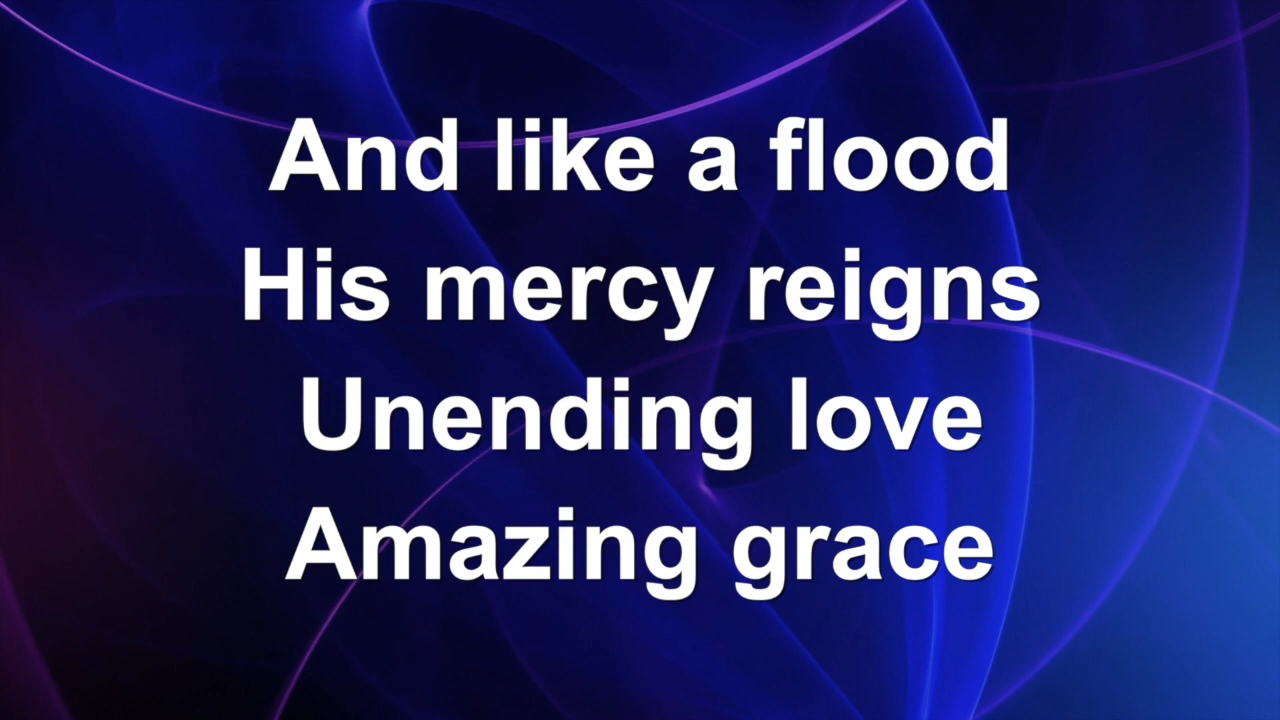 And like a flood
His mercy reigns
Unending love
Amazing grace